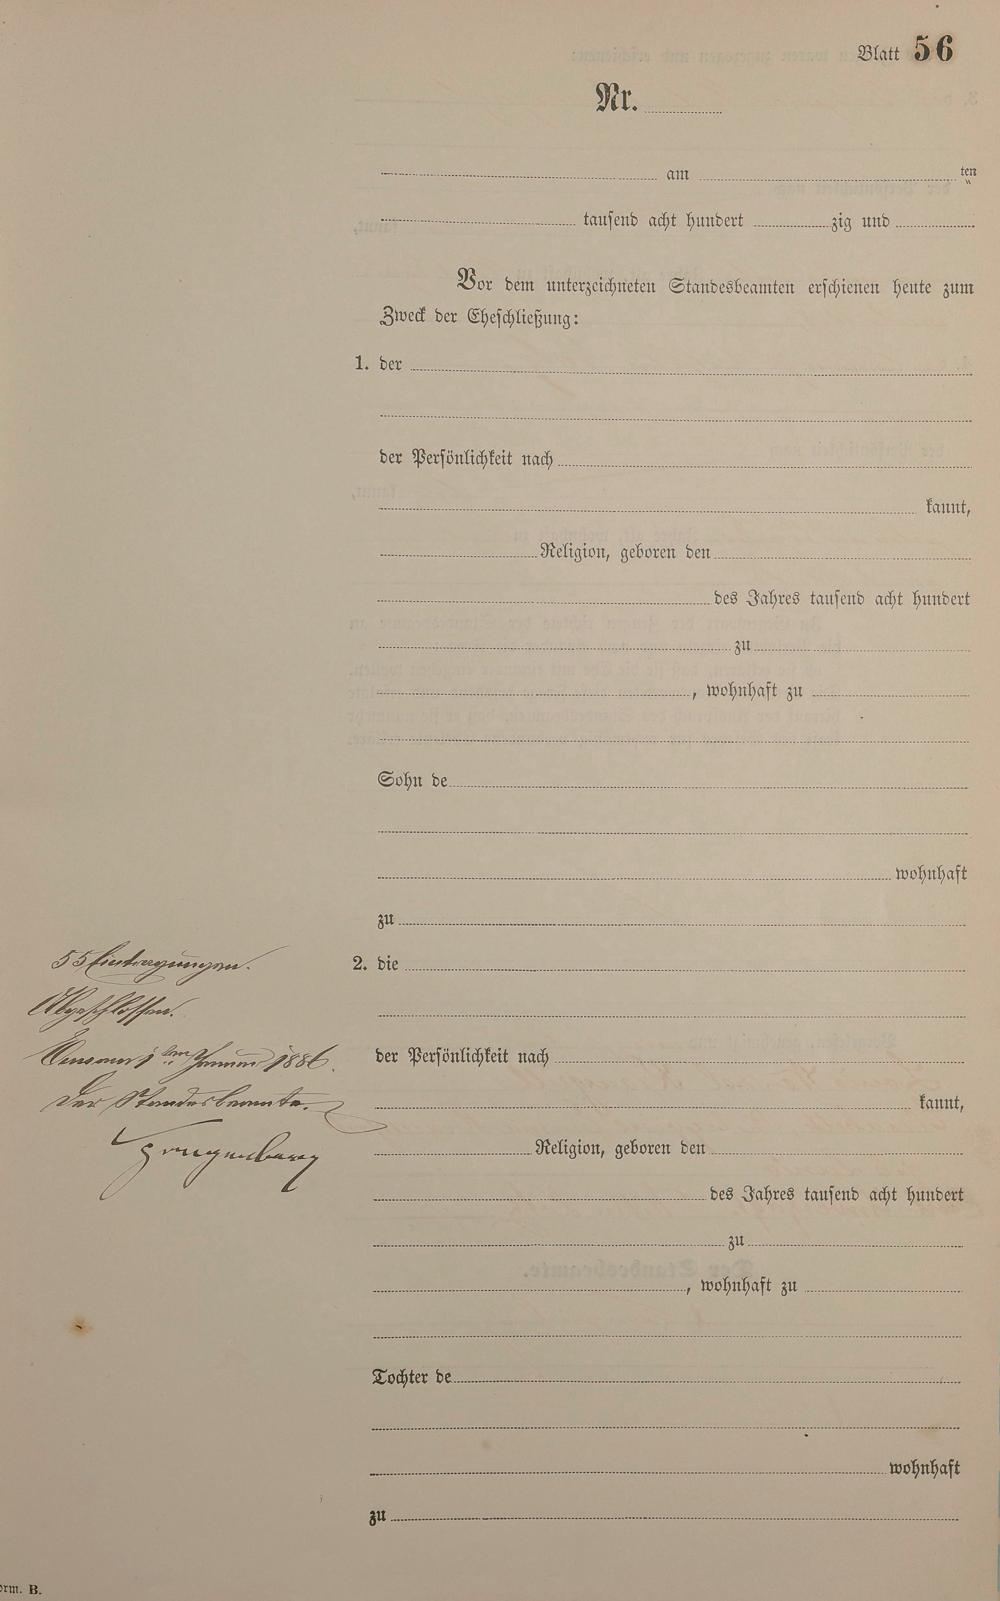 Blatt 56
Nr.
am ten
tausend acht hundert zig und
Vor dem unterzeichneten Standesbeamten erschienen heute zum
Zweck der Eheschließung:
1. der
der Persönlichkeit nach
kannt,
Religion, geboren den
des Jahres tausend acht hundert
zu
, wohnhaft zu
Sohn de
wohnhaft
zu
55 Eintragungen.
Abgeschlossen.
1ten Januar 1886.
Der Standesbeamte.
2. die
der Persönlichkeit nach
kannt,
Religion, geboren den
des Jahres tausend acht hundert
zu
, wohnhaft zu
Tochter de
wohnhaft
zu
orm. B.